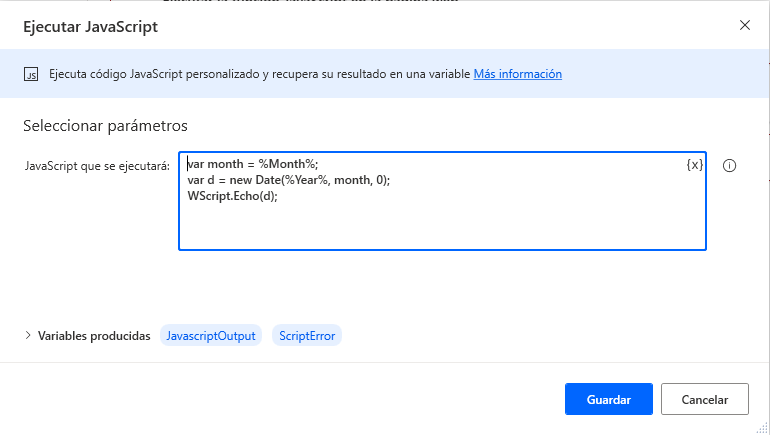 Ejecutar JavaScript
JS Ejecuta código JavaScript personalizado y recupera su resultado en una variable Más información
Seleccionar parámetros
JavaScript que se ejecutará:
var month = %Month%; {x}
var d = new Date(%Year%, month, 0);
WScript.Echo(d);
Variables producidas JavascriptOutput ScriptError
Guardar Cancelar